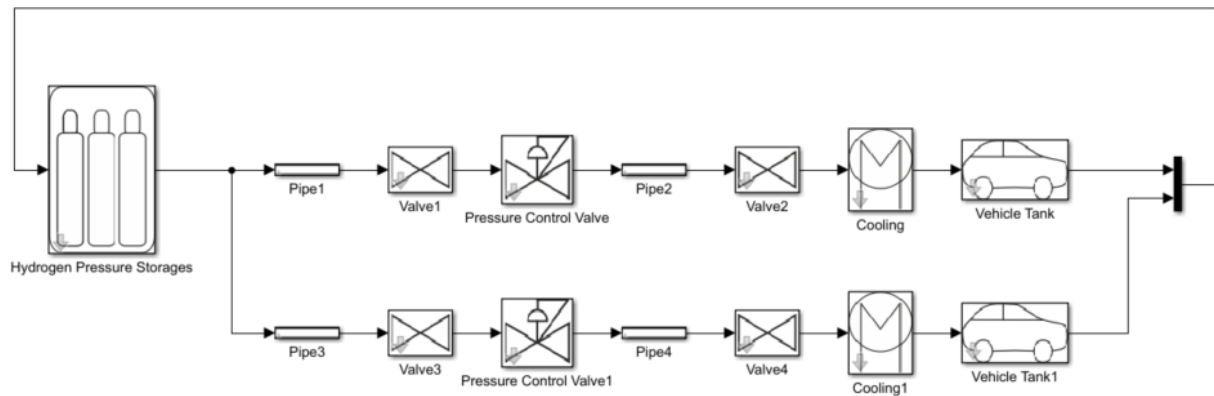 Pipe1
Valve1
Pressure Control Valve
Pipe2
Valve2
Cooling
Vehicle Tank
Hydrogen Pressure Storages
Pipe3
Valve3
Pressure Control Valve1
Pipe4
Valve4
Cooling1
Vehicle Tank1